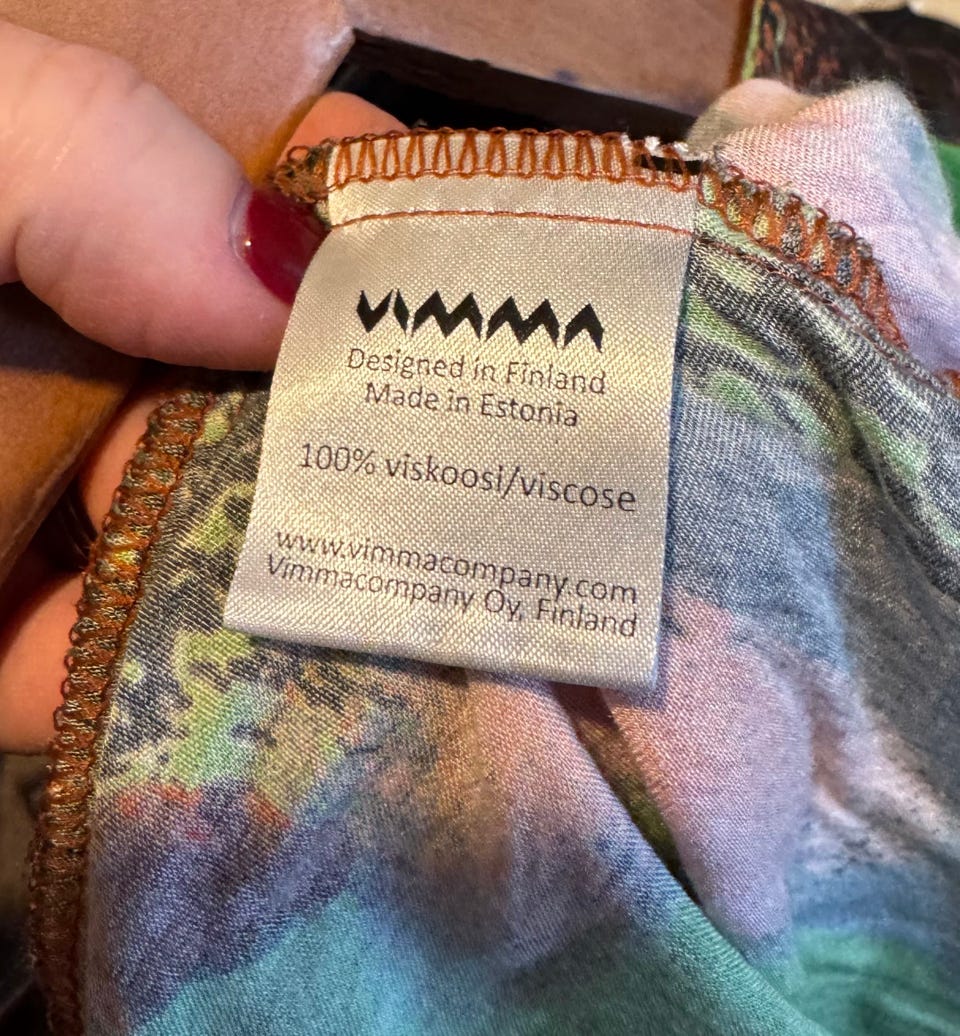 VIMMA
Designed in Finland
Made in Estonia
100% viskoosi/viscose
www.vimmacompany.com
Vimmacompany Oy, Finland